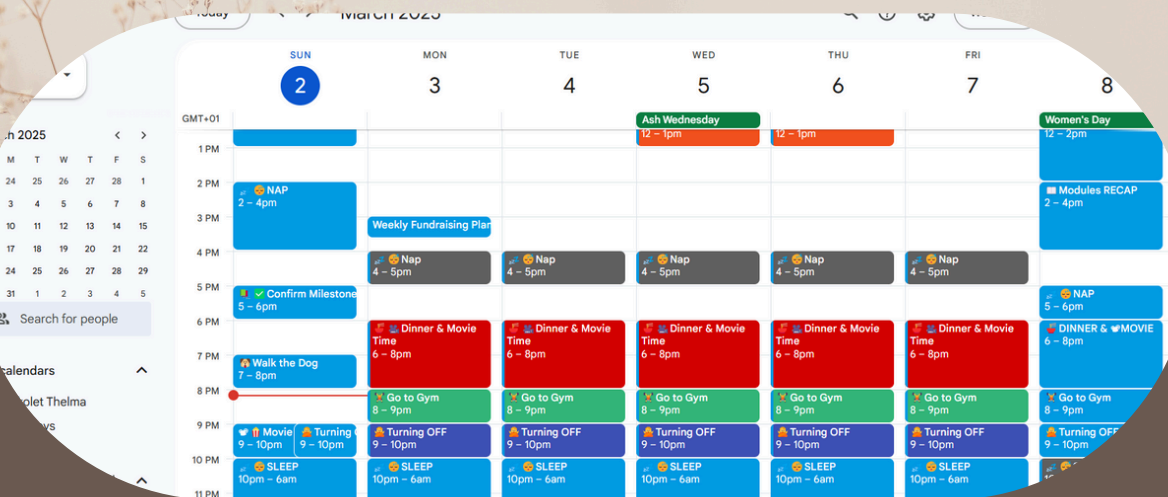 Today
March 2025
SUN MON TUE WED THU FRI
2 3 4 5 6 7 8
GMT+01
Ash Wednesday
Women's Day
12 – 1pm
12 – 1pm
12 – 2pm
ch 2025
M T W T F S
24 25 26 27 28 1
3 4 5 6 7 8
10 11 12 13 14 15
17 18 19 20 21 22
24 25 26 27 28 29
31 1 2 3 4 5
Search for people
calendars
olet Thelma
ys
1 PM
2 PM
3 PM
4 PM
5 PM
6 PM
7 PM
8 PM
9 PM
10 PM
11 PM
NAP
2 – 4pm
Confirm Milestone
5 – 6pm
Walk the Dog
7 – 8pm
Movie
9 – 10pm
Turning
9 – 10pm
SLEEP
10pm – 6am
Weekly Fundraising Plan
Nap
4 – 5pm
Dinner & Movie
Time
6 – 8pm
Go to Gym
8 – 9pm
Turning OFF
9 – 10pm
SLEEP
10pm – 6am
Nap
4 – 5pm
Dinner & Movie
Time
6 – 8pm
Go to Gym
8 – 9pm
Turning OFF
9 – 10pm
SLEEP
10pm – 6am
Nap
4 – 5pm
Dinner & Movie
Time
6 – 8pm
Go to Gym
8 – 9pm
Turning OFF
9 – 10pm
SLEEP
10pm – 6am
Nap
4 – 5pm
Dinner & Movie
Time
6 – 8pm
Go to Gym
8 – 9pm
Turning OFF
9 – 10pm
SLEEP
10pm – 6am
Nap
4 – 5pm
Dinner & Movie
Time
6 – 8pm
Go to Gym
8 – 9pm
Turning OFF
9 – 10pm
SLEEP
10pm – 6am
Modules RECAP
2 – 4pm
NAP
5 – 6pm
DINNER & MOVIE
6 – 8pm
Go to Gym
8 – 9pm
Turning OFF
9 – 10pm